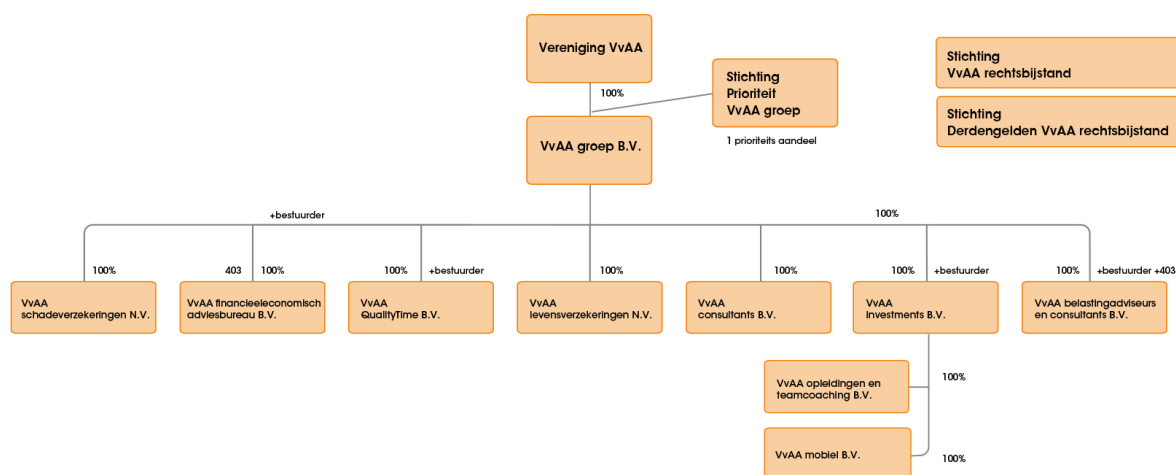 Vereniging VvAA
100%
Stichting
Prioriteit
VvAA groep
1 prioriteits aandeel
Stichting
VvAA rechtsbijstand
Stichting
Derdengelden VvAA rechtsbijstand
VvAA groep B.V.
+bestuurder
100%
100%
403 100%
100% +bestuurder
100%
100%
100% +bestuurder
100% +bestuurder +403
VvAA
schadeverzekeringen N.V.
VvAA financieeleconomisch
adviesbureau B.V.
VvAA
QualityTime B.V.
VvAA
levensverzekeringen N.V.
VvAA
consultants B.V.
VvAA
investments B.V.
VvAA belastingadviseurs
en consultants B.V.
100%
VvAA opleidingen en
teamcoaching B.V.
VvAA mobiel B.V.
100%